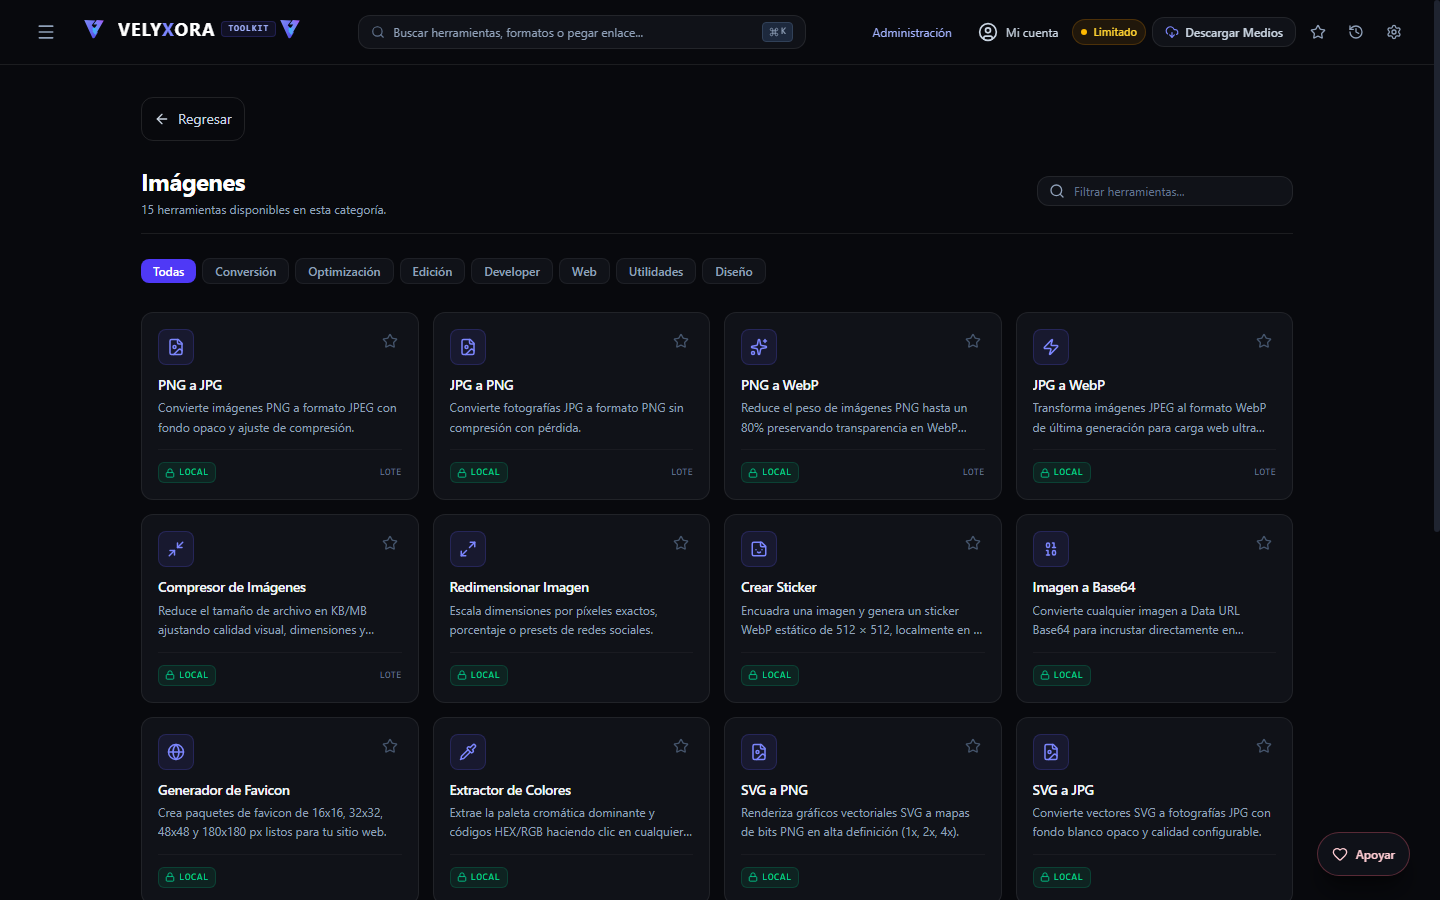 VELYXORA TOOLKIT
Buscar herramientas, formatos o pegar enlace...
⌘K
Administración
Mi cuenta
Limitado
Descargar Medios
Regresar
Imágenes
15 herramientas disponibles en esta categoría.
Filtrar herramientas...
Todas
Conversión
Optimización
Edición
Developer
Web
Utilidades
Diseño
PNG a JPG
Convierte imágenes PNG a formato JPEG con
fondo opaco y ajuste de compresión.
LOCAL
LOTE
JPG a PNG
Convierte fotografías JPG a formato PNG sin
compresión con pérdida.
LOCAL
LOTE
PNG a WebP
Reduce el peso de imágenes PNG hasta un
80% preservando transparencia en WebP...
LOCAL
LOTE
JPG a WebP
Transforma imágenes JPEG al formato WebP
de última generación para carga web ultra...
LOCAL
LOTE
Compresor de Imágenes
Reduce el tamaño de archivo en KB/MB
ajustando calidad visual, dimensiones y...
LOCAL
LOTE
Redimensionar Imagen
Escala dimensiones por píxeles exactos,
porcentaje o presets de redes sociales.
LOCAL
Crear Sticker
Encuadra una imagen y genera un sticker
WebP estático de 512 × 512, localmente en ...
LOCAL
Imagen a Base64
Convierte cualquier imagen a Data URL
Base64 para incrustar directamente en...
LOCAL
Generador de Favicon
Crea paquetes de favicon de 16x16, 32x32,
48x48 y 180x180 px listos para tu sitio web.
LOCAL
Extractor de Colores
Extrae la paleta cromática dominante y
códigos HEX/RGB haciendo clic en cualquier...
LOCAL
SVG a PNG
Renderiza gráficos vectoriales SVG a mapas
de bits PNG en alta definición (1x, 2x, 4x).
LOCAL
SVG a JPG
Convierte vectores SVG a fotografías JPG con
fondo blanco opaco y calidad configurable.
LOCAL
Apoyar